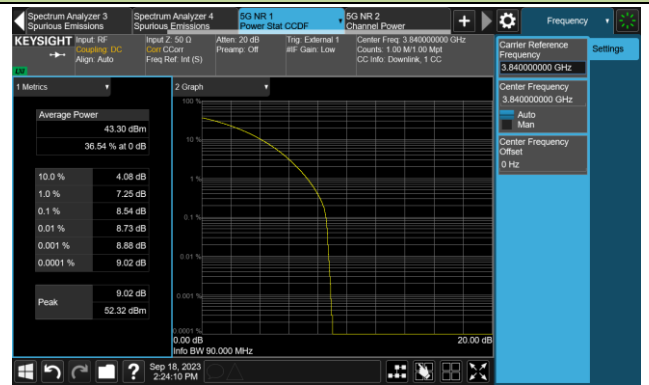 Spectrum Analyzer 3
Spurious Emissions
Spectrum Analyzer 4
Spurious Emissions
5G NR 1
Power Stat CCDF
5G NR 2
Channel Power
Frequency
KEYSIGHT
Input: RF
Coupling: DC
Align: Auto
Input Z: 50 Ω
Corr CCorr
Freq Ref: Int (S)
Atten: 20 dB
Preamp: Off
Trig: External 1
#IF Gain: Low
Center Freq: 3.840000000 GHz
Counts: 1.00 M/1.00 Mpt
CC Info: Downlink, 1 CC
1 Metrics
Average Power
43.30 dBm
36.54 % at 0 dB
10.0 % 4.08 dB
1.0 % 7.25 dB
0.1 % 8.54 dB
0.01 % 8.73 dB
0.001 % 8.88 dB
0.0001 % 9.02 dB
Peak
9.02 dB
52.32 dBm
2 Graph
100 %
10 %
1 %
0.1 %
0.01 %
0.001 %
0.0001 %
0.00 dB
20.00 dB
Info BW 90.000 MHz
Carrier Reference
Frequency
3.840000000 GHz
Center Frequency
3.840000000 GHz
Auto
Man
Center Frequency
Offset
0 Hz
Settings
?
Sep 18, 2023
2:24:10 PM